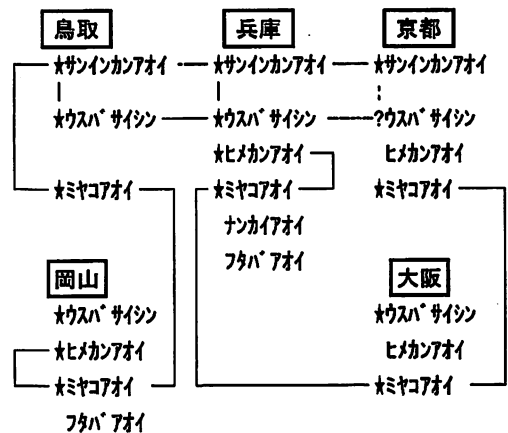 鳥取
★サンインカンアオイ
★ウスバサイシン
★ミヤコアオイ
兵庫
★サンインカンアオイ
★ウスバサイシン
★ヒメカンアオイ
★ミヤコアオイ
ナンカイアオイ
フタバアオイ
京都
★サンインカンアオイ
?ウスバサイシン
ヒメカンアオイ
★ミヤコアオイ
岡山
★ウスバサイシン
★ヒメカンアオイ
★ミヤコアオイ
フタバアオイ
大阪
★ウスバサイシン
ヒメカンアオイ
★ミヤコアオイ